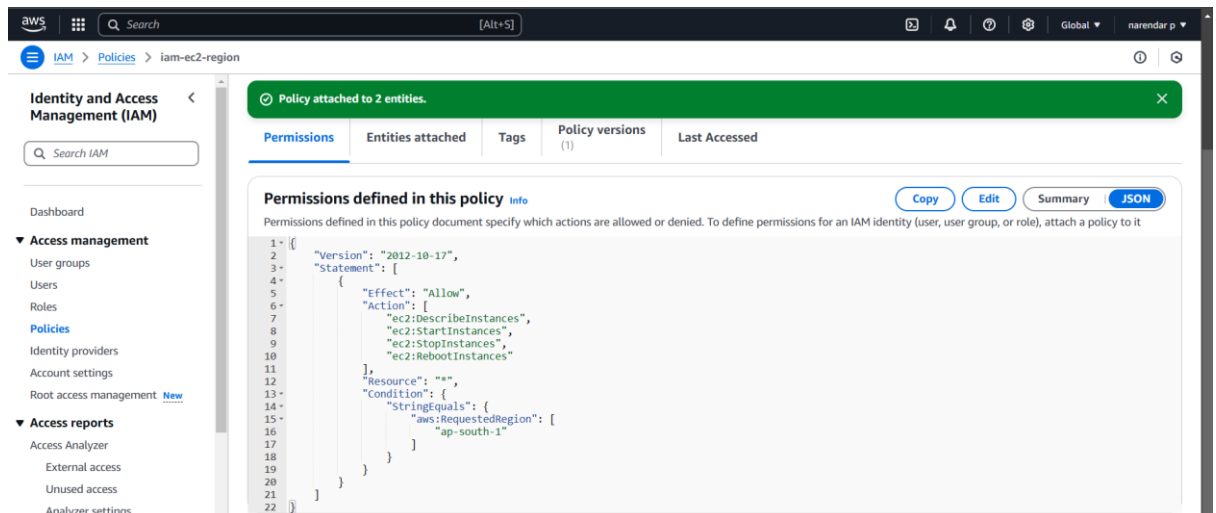 aws
Search [Alt+S] Global ▼ narendar p ▼
IAM > Policies > iam-ec2-region
Identity and Access
Management (IAM)
Search IAM
Dashboard
▼ Access management
User groups
Users
Roles
Policies
Identity providers
Account settings
Root access management New
▼ Access reports
Access Analyzer
External access
Unused access
Analyzer settings
Policy attached to 2 entities.
Permissions Entities attached Tags Policy versions (1) Last Accessed
Permissions defined in this policy Info Copy Edit Summary JSON
Permissions defined in this policy document specify which actions are allowed or denied. To define permissions for an IAM identity (user, user group, or role), attach a policy to it
1 {
2 "Version": "2012-10-17",
3 "Statement": [
4 {
5 "Effect": "Allow",
6 "Action": [
7 "ec2:DescribeInstances",
8 "ec2:StartInstances",
9 "ec2:StopInstances",
10 "ec2:RebootInstances"
11 ],
12 "Resource": "*",
13 "Condition": {
14 "StringEquals": {
15 "aws:RequestedRegion": [
16 "ap-south-1"
17 ]
18 }
19 }
20 }
21 ]
22 }